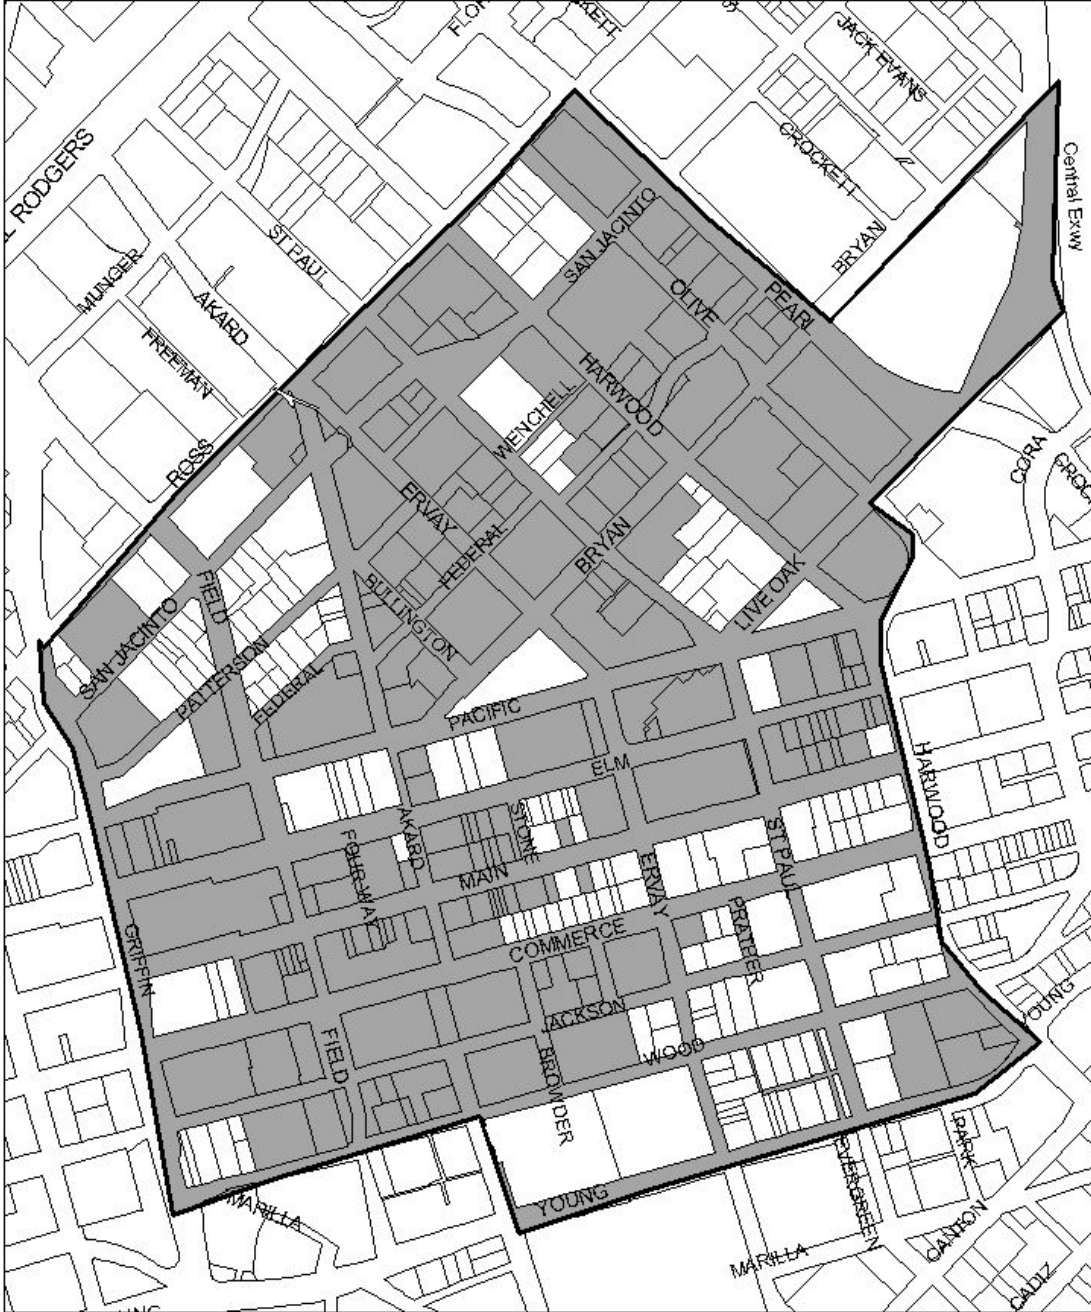 JACK EVANS
CROCKETT
Central Exwy
BRYAN
L RODGERS
ST PAUL
MUNGER
AKARD
FREEMAN
SAN JACINTO
OLIVE
PEARL
HARWOOD
WENCHELL
ROSS
CORA
ERVAY
FEDERAL
BRYAN
BULLINGTON
LIVE OAK
FIELD
SAN JACINTO
PATTERSON
FEDERAL
PACIFIC
ELM
HARWOOD
STONE
AKARD
FOUR WAY
MAIN
ST PAUL
ERVAY
PRATHER
COMMERCE
GRIFFIN
JACKSON
YOUNG
WOOD
FIELD
BROWDER
PARK
EVERGREEN
YOUNG
MARILLA
CANTON
MARILLA
CADIZ